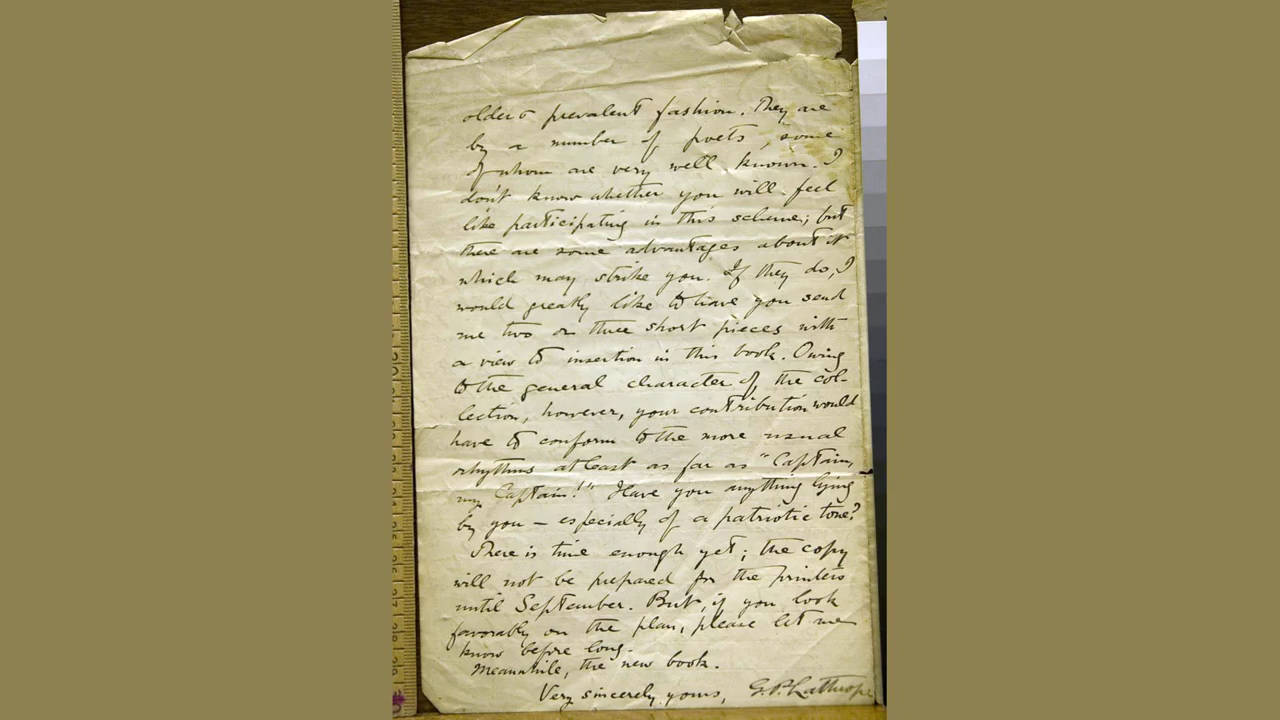 older & prevalent fashion. They are
by a number of poets, some
of whom are very well known. I
don't know whether you will feel
like participating in this scheme; but
there are some advantages about it
which may strike you. If they do, I
would greatly like to have you send
me two or three short pieces with
a view to insertion in this book. Owing
to the general character of the col-
lection, however, your contribution would
have to conform to the more usual
rhythms at least as far as "Captain,
my Captain!" Have you anything lying
by you — especially of a patriotic tone?
There is time enough yet; the copy
will not be prepared for the printers
until September. But, if you look
favorably on the plan, please let me
know before long.
Meanwhile, the new book.
Very sincerely yours, G. P. Lathrop